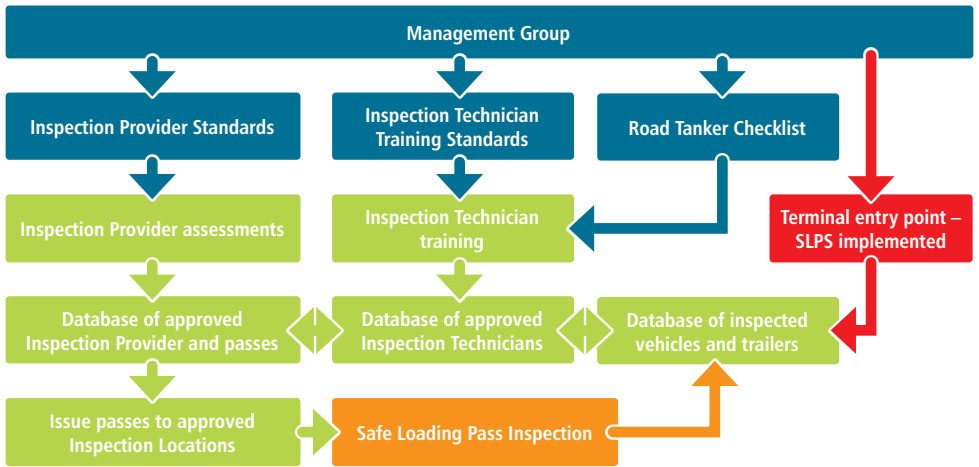 Management Group
Inspection Provider Standards
Inspection Technician
Training Standards
Road Tanker Checklist
Inspection Provider assessments
Inspection Technician
training
Terminal entry point –
SLPS implemented
Database of approved
Inspection Provider and passes
Database of approved
Inspection Technicians
Database of inspected
vehicles and trailers
Issue passes to approved
Inspection Locations
Safe Loading Pass Inspection